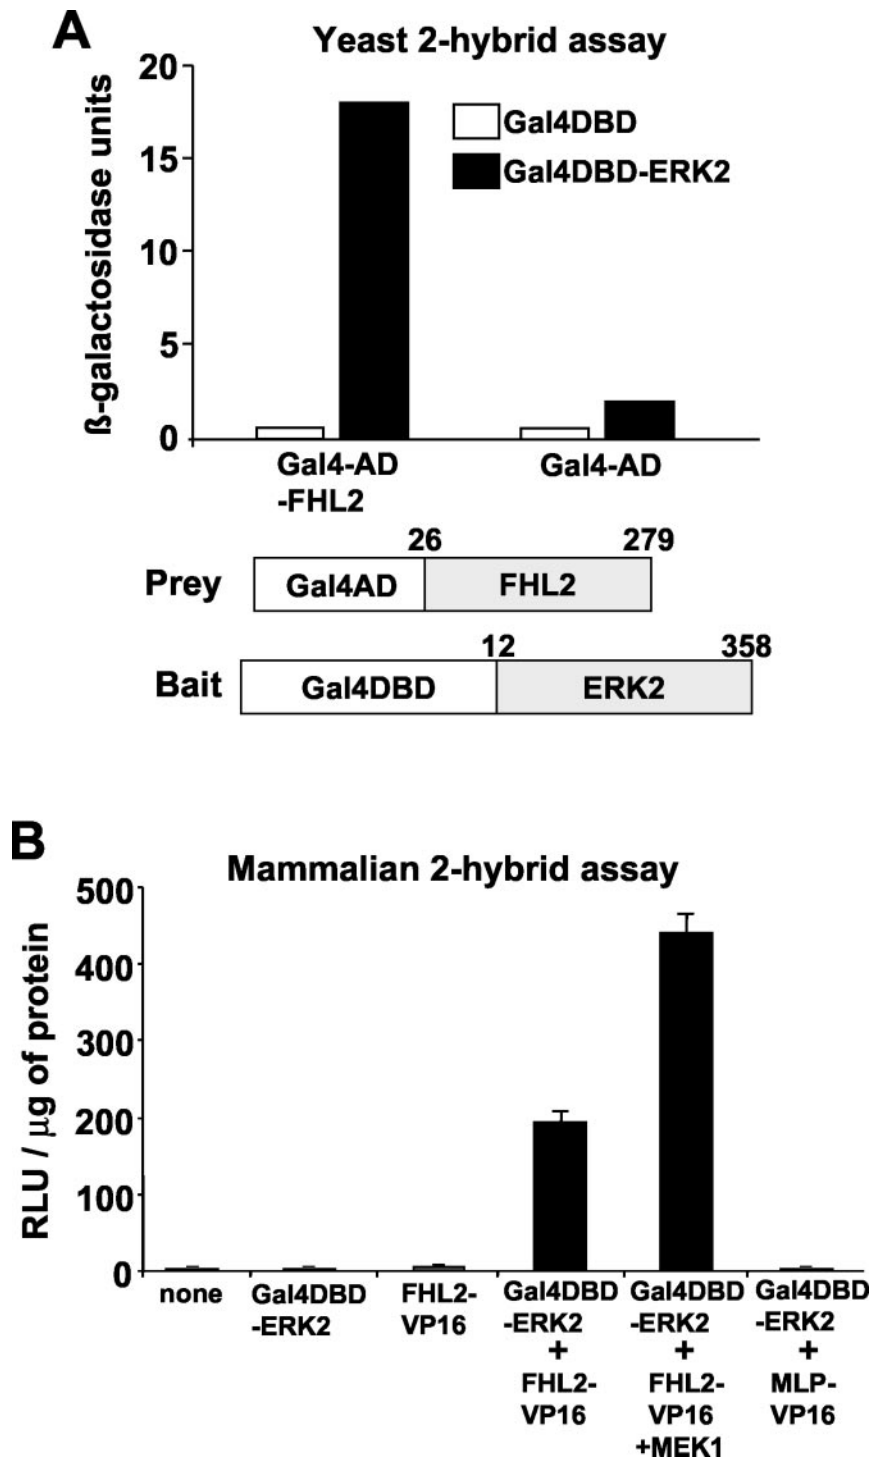 A
Yeast 2-hybrid assay
ß-galactosidase units
20
15
10
5
0
Gal4DBD
Gal4DBD-ERK2
Gal4-AD
-FHL2
Gal4-AD
26 279
Prey Gal4AD FHL2
12 358
Bait Gal4DBD ERK2
B
Mammalian 2-hybrid assay
RLU / µg of protein
500
400
300
200
100
0
none
Gal4DBD
-ERK2
FHL2-
VP16
Gal4DBD
-ERK2
+
FHL2-
VP16
Gal4DBD
-ERK2
+
FHL2-
VP16
+MEK1
Gal4DBD
-ERK2
+
MLP-
VP16